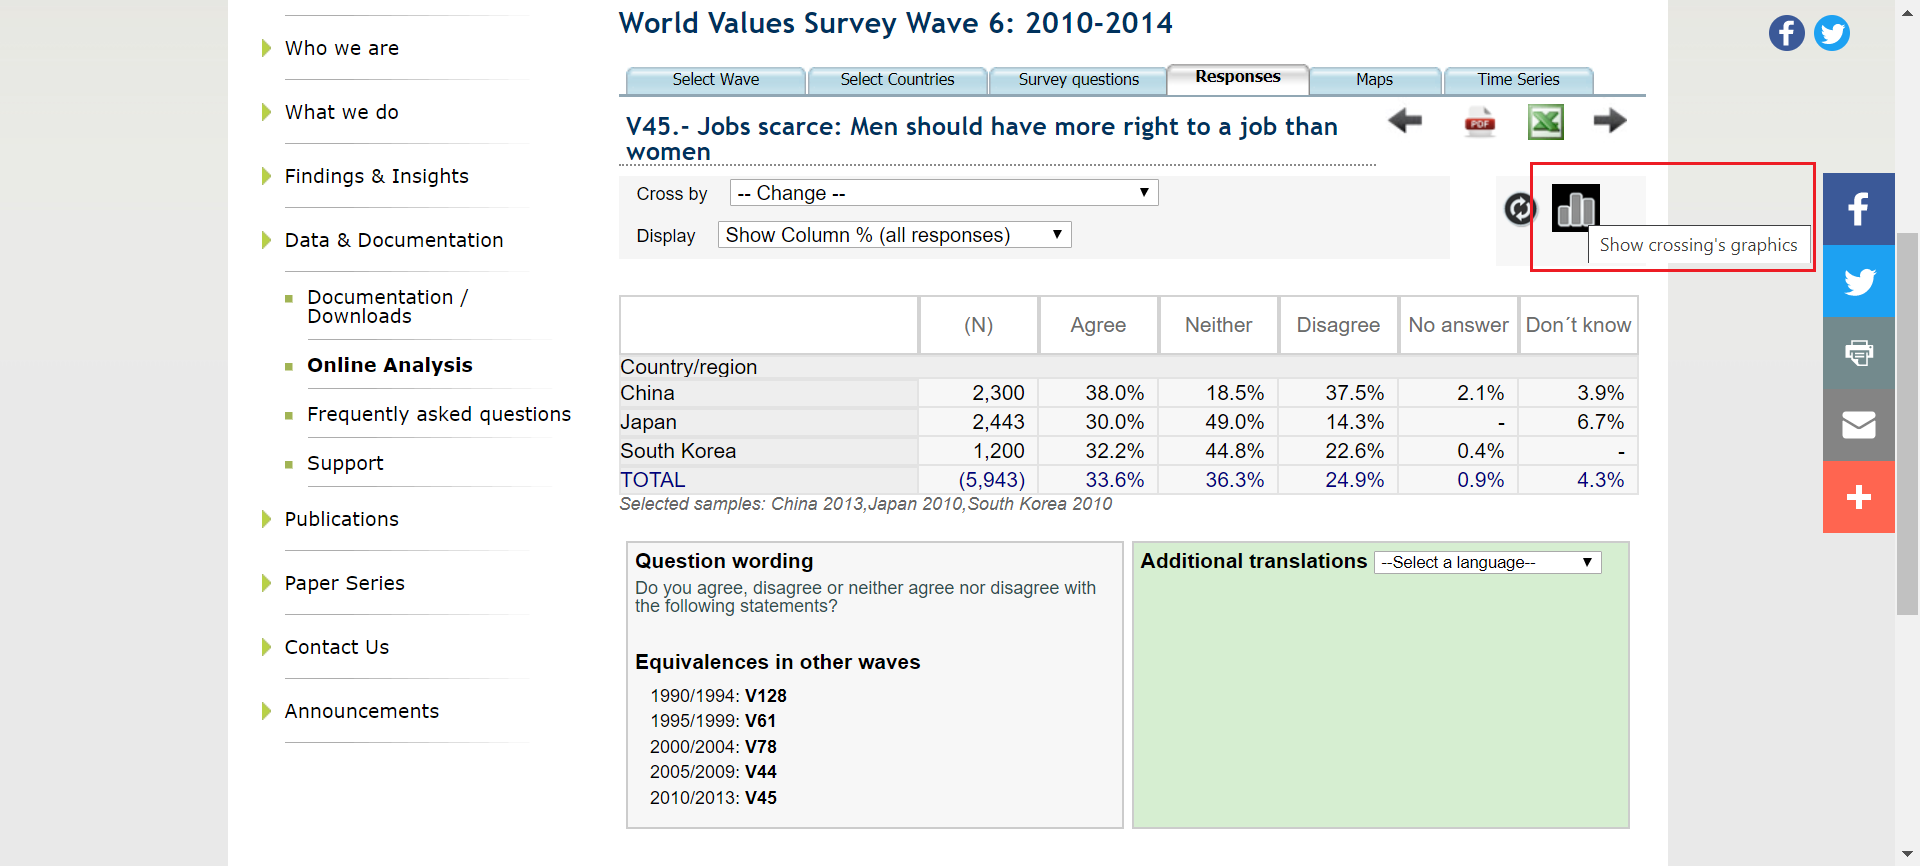 World Values Survey Wave 6: 2010-2014
Who we are
What we do
Findings & Insights
Data & Documentation
Documentation /
Downloads
Online Analysis
Frequently asked questions
Support
Publications
Paper Series
Contact Us
Announcements
Select Wave
Select Countries
Survey questions
Responses
Maps
Time Series
V45.- Jobs scarce: Men should have more right to a job than
women
PDF
Cross by -- Change --
Display Show Column % (all responses)
Show crossing's graphics
(N) Agree Neither Disagree No answer Don´t know
Country/region
China 2,300 38.0% 18.5% 37.5% 2.1% 3.9%
Japan 2,443 30.0% 49.0% 14.3% - 6.7%
South Korea 1,200 32.2% 44.8% 22.6% 0.4% -
TOTAL (5,943) 33.6% 36.3% 24.9% 0.9% 4.3%
Selected samples: China 2013,Japan 2010,South Korea 2010
Question wording
Do you agree, disagree or neither agree nor disagree with
the following statements?
Equivalences in other waves
1990/1994: V128
1995/1999: V61
2000/2004: V78
2005/2009: V44
2010/2013: V45
Additional translations --Select a language--